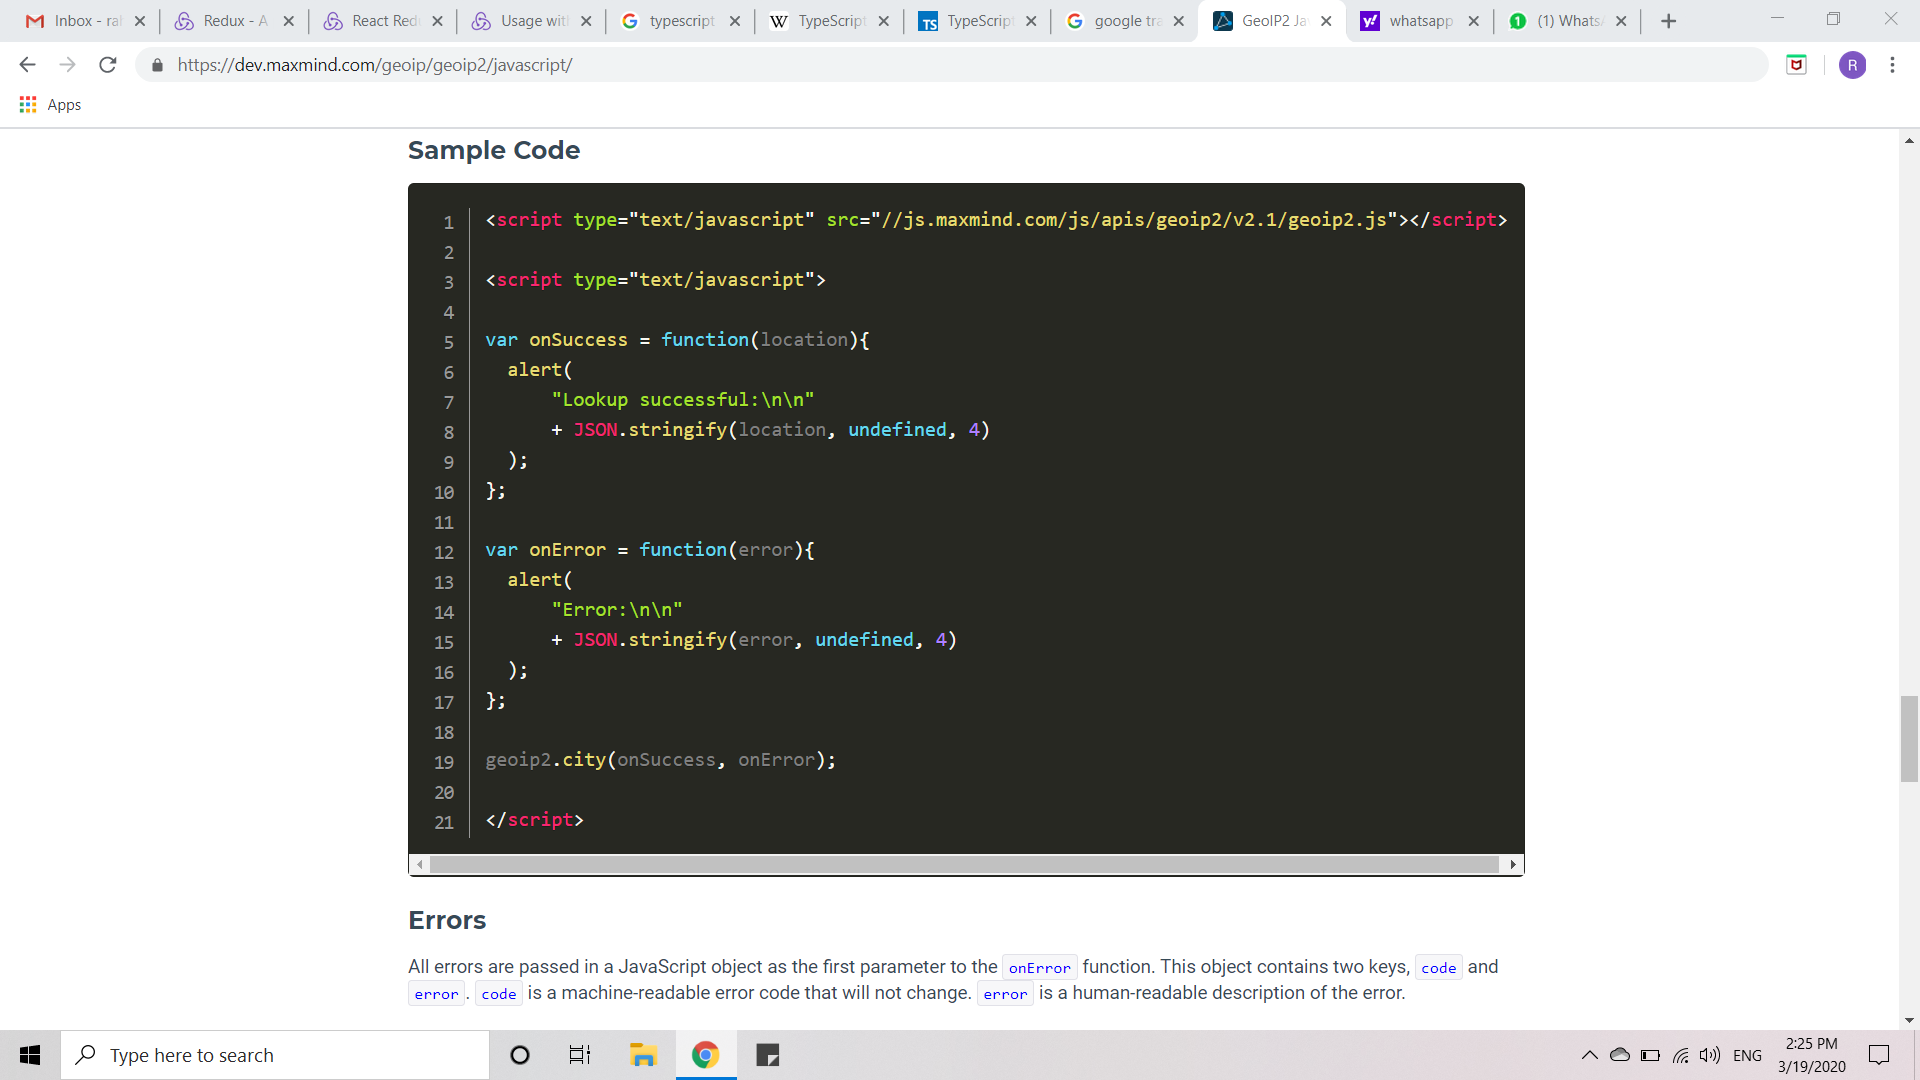 Inbox - ra
Redux - A
React Red
Usage wit
typescript
W TypeScript
TS TypeScript
google tra
GeoIP2 Ja
y! whatsapp
1 (1) Whats
https://dev.maxmind.com/geoip/geoip2/javascript/
R
Apps
Sample Code
1 <script type="text/javascript" src="//js.maxmind.com/js/apis/geoip2/v2.1/geoip2.js"></script>
2
3 <script type="text/javascript">
4
5 var onSuccess = function(location){
6 alert(
7 "Lookup successful:\n\n"
8 + JSON.stringify(location, undefined, 4)
9 );
10 };
11
12 var onError = function(error){
13 alert(
14 "Error:\n\n"
15 + JSON.stringify(error, undefined, 4)
16 );
17 };
18
19 geoip2.city(onSuccess, onError);
20
21 </script>
Errors
All errors are passed in a JavaScript object as the first parameter to the onError function. This object contains two keys, code and
error . code is a machine-readable error code that will not change. error is a human-readable description of the error.
Type here to search
ENG
2:25 PM
3/19/2020